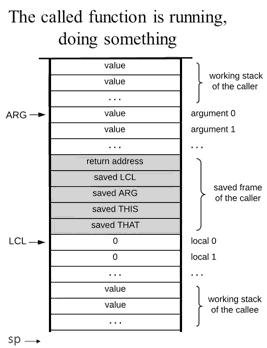 The called function is running,
doing something
value
value
...
working stack
of the caller
ARG
value
argument 0
value
argument 1
...
...
return address
saved LCL
saved ARG
saved THIS
saved THAT
saved frame
of the caller
LCL
0
local 0
0
local 1
...
...
value
value
...
working stack
of the callee
sp